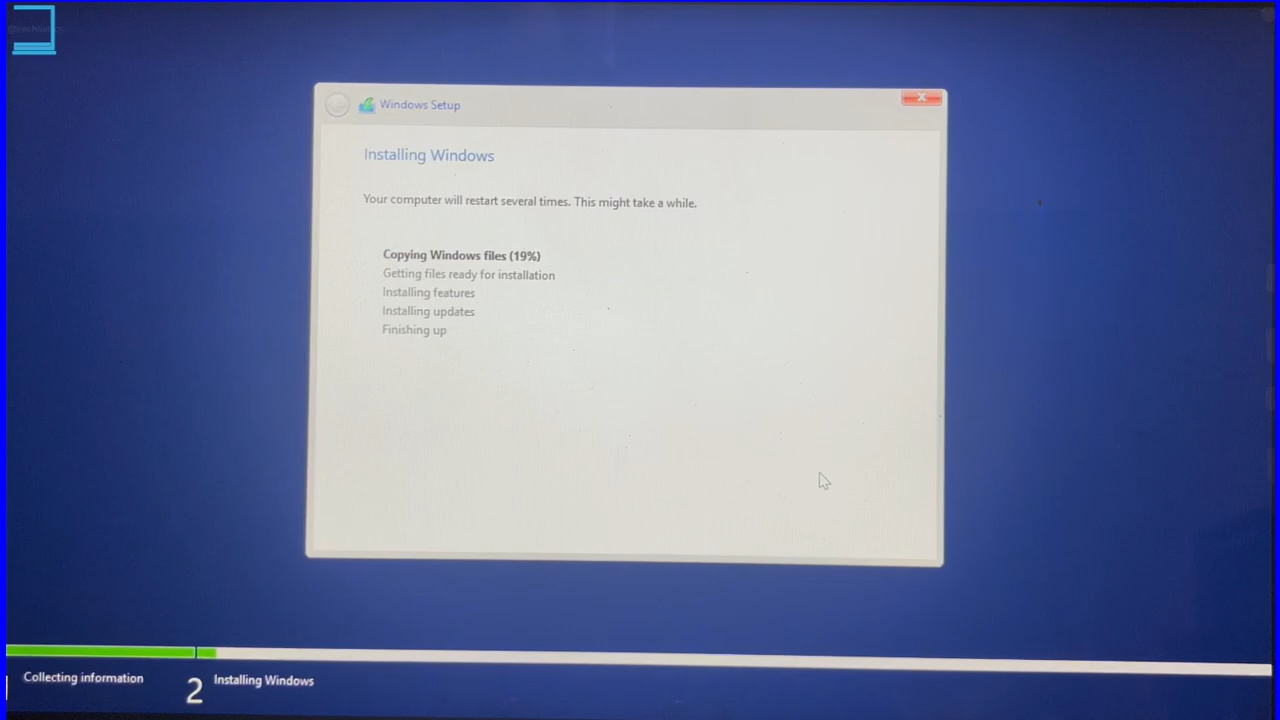 Windows Setup
Installing Windows
Your computer will restart several times. This might take a while.
Copying Windows files (19%)
Getting files ready for installation
Installing features
Installing updates
Finishing up
Collecting information
2 Installing Windows